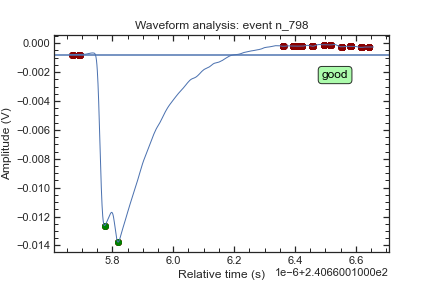 Waveform analysis: event n_798
0.000
−0.002
−0.004
−0.006
−0.008
−0.010
−0.012
−0.014
Amplitude (V)
good
5.8 6.0 6.2 6.4 6.6
1e−6+2.4066001000e2
Relative time (s)